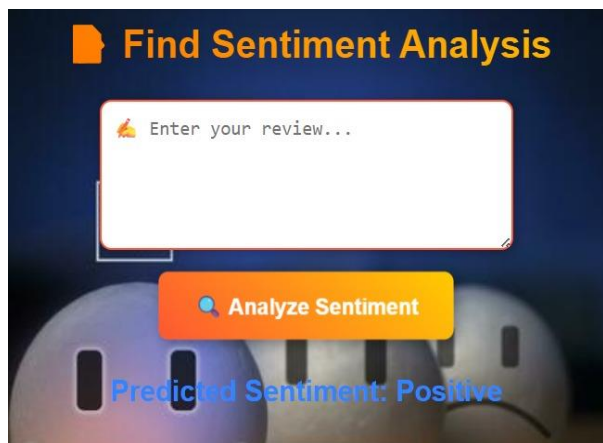 Find Sentiment Analysis
✍️ Enter your review...
🔍 Analyze Sentiment
Predicted Sentiment: Positive